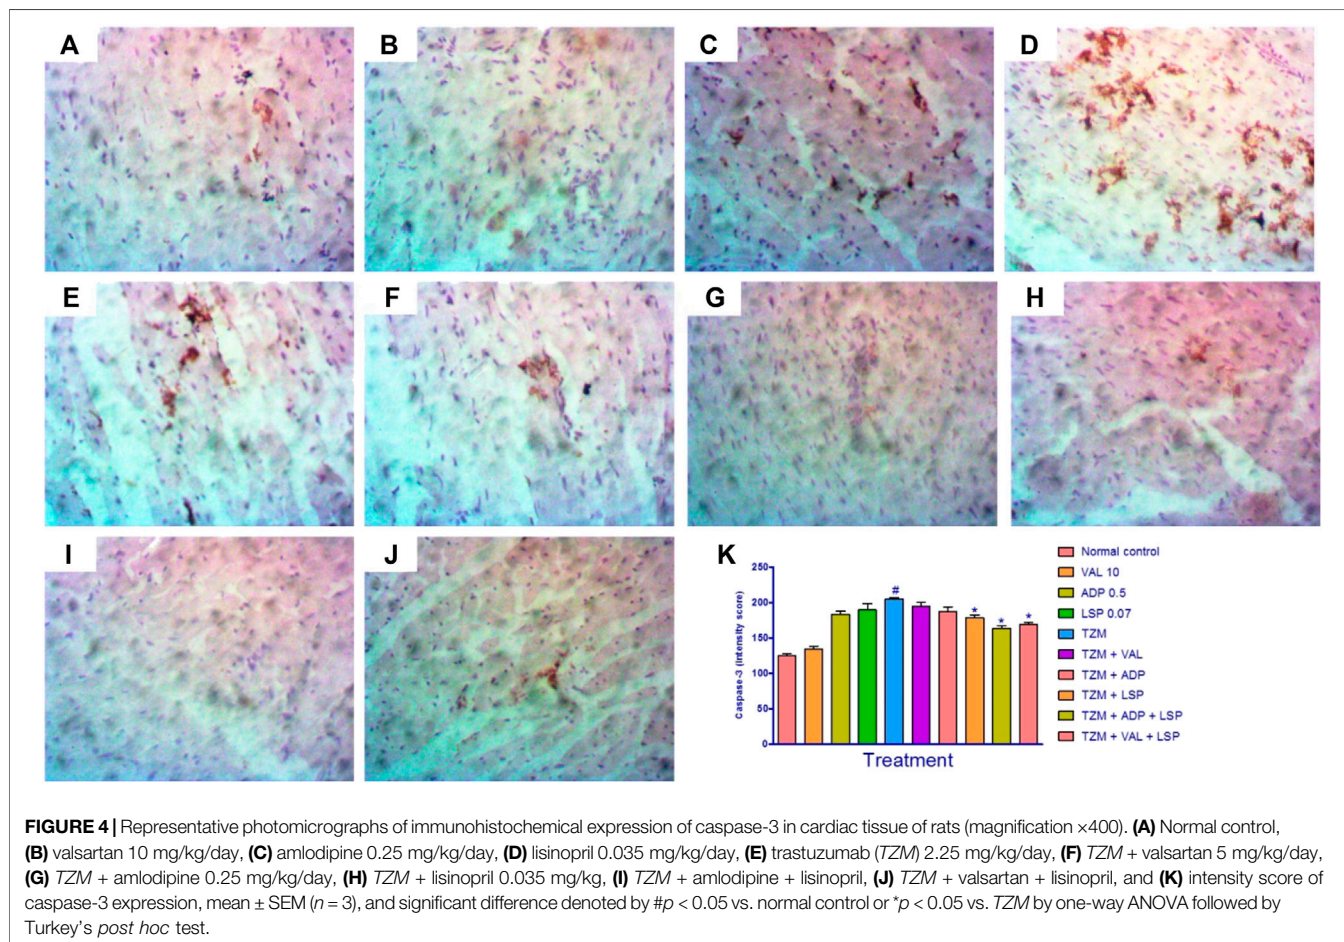 A
B
C
D
E
F
G
H
I
J
K
Caspase-3 (intensity score)
250
200
150
100
50
0
#
*
*
*
Treatment
Normal control
VAL 10
ADP 0.5
LSP 0.07
TZM
TZM + VAL
TZM + ADP
TZM + LSP
TZM + ADP + LSP
TZM + VAL + LSP
FIGURE 4 | Representative photomicrographs of immunohistochemical expression of caspase-3 in cardiac tissue of rats (magnification ×400). (A) Normal control,
(B) valsartan 10 mg/kg/day, (C) amlodipine 0.25 mg/kg/day, (D) lisinopril 0.035 mg/kg/day, (E) trastuzumab (TZM) 2.25 mg/kg/day, (F) TZM + valsartan 5 mg/kg/day,
(G) TZM + amlodipine 0.25 mg/kg/day, (H) TZM + lisinopril 0.035 mg/kg, (I) TZM + amlodipine + lisinopril, (J) TZM + valsartan + lisinopril, and (K) intensity score of
caspase-3 expression, mean ± SEM (n = 3), and significant difference denoted by #p < 0.05 vs. normal control or *p < 0.05 vs. TZM by one-way ANOVA followed by
Turkey's post hoc test.